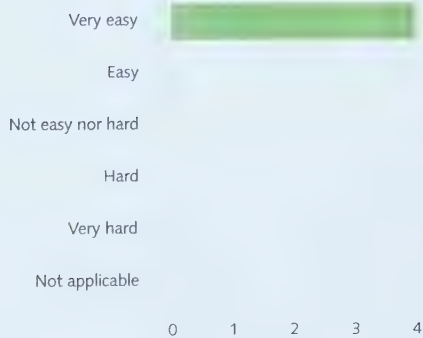 Very easy
Easy
Not easy nor hard
Hard
Very hard
Not applicable
0 1 2 3 4